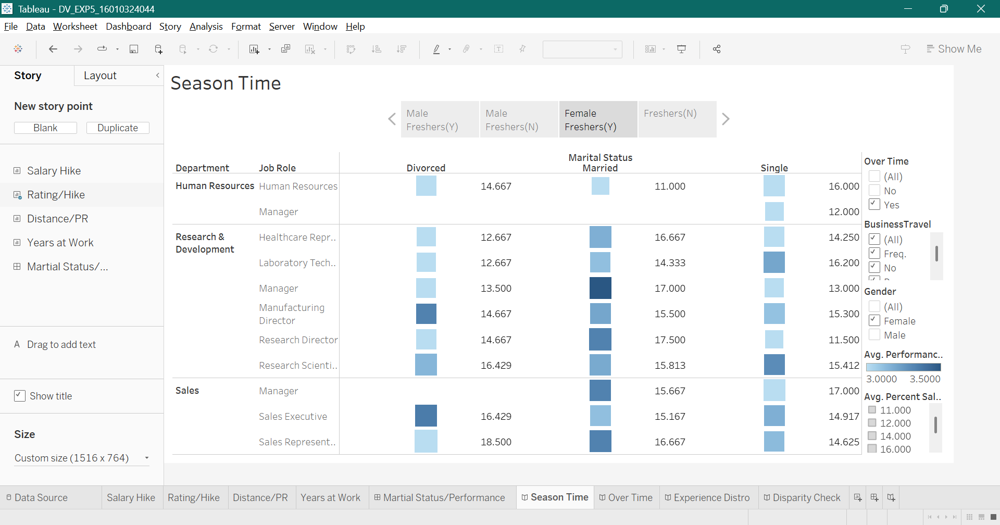 Tableau - DV_EXP5_16010324044
File Data Worksheet Dashboard Story Analysis Format Server Window Help
Show Me
Story
Layout
New story point
Blank
Duplicate
Salary Hike
Rating/Hike
Distance/PR
Years at Work
Martial Status/...
A Drag to add text
Show title
Size
Custom size (1516 x 764)
Season Time
Male
Freshers(Y)
Male
Freshers(N)
Female
Freshers(Y)
Freshers(N)
Marital Status
Department Job Role Divorced Married Single
Human Resources Human Resources 14.667 11.000 16.000
Manager 12.000
Research &
Development
Healthcare Repr.. 12.667 16.667 14.250
Laboratory Tech.. 12.667 14.333 16.200
Manager 13.500 17.000 13.000
Manufacturing
Director
14.667 15.500 15.300
Research Director 14.667 17.500 11.500
Research Scienti.. 16.429 15.813 15.412
Sales Manager 15.667 17.000
Sales Executive 16.429 15.167 14.917
Sales Represent.. 18.500 16.667 14.625
Over Time
(All)
No
Yes
BusinessTravel
(All)
Freq.
No
Gender
(All)
Female
Male
Avg. Performanc..
3.0000 3.5000
Avg. Percent Sal..
11.000
12.000
14.000
16.000
Data Source Salary Hike Rating/Hike Distance/PR Years at Work Martial Status/Performance Season Time Over Time Experience Distro Disparity Check